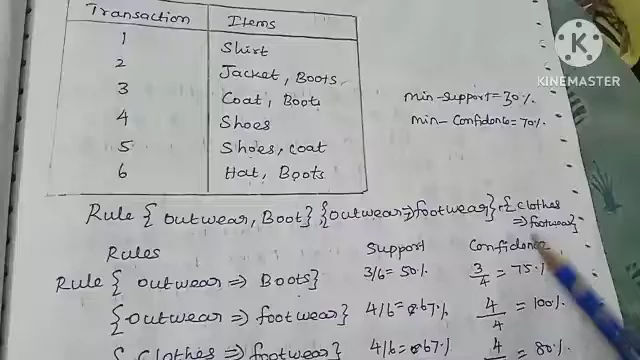 Transaction Items
1 Shirt
2 Jacket, Boots
3 Coat, Boots
4 Shoes
5 Shoes, coat
6 Hat, Boots
KINEMASTER
min-support=30%.
min-Confidence=70%.
Rule { outwear, Boot} {outwear=>footwear}, {clothes
=> footwear}
Rules Support Confidence
Rule { outwear => Boots} 3/6=50% 3/4 = 75%
{outwear => footwear} 4/6= 67% 4/4 = 100%
{ Clothes => footwear} 4/6= 67% 4 = 80%